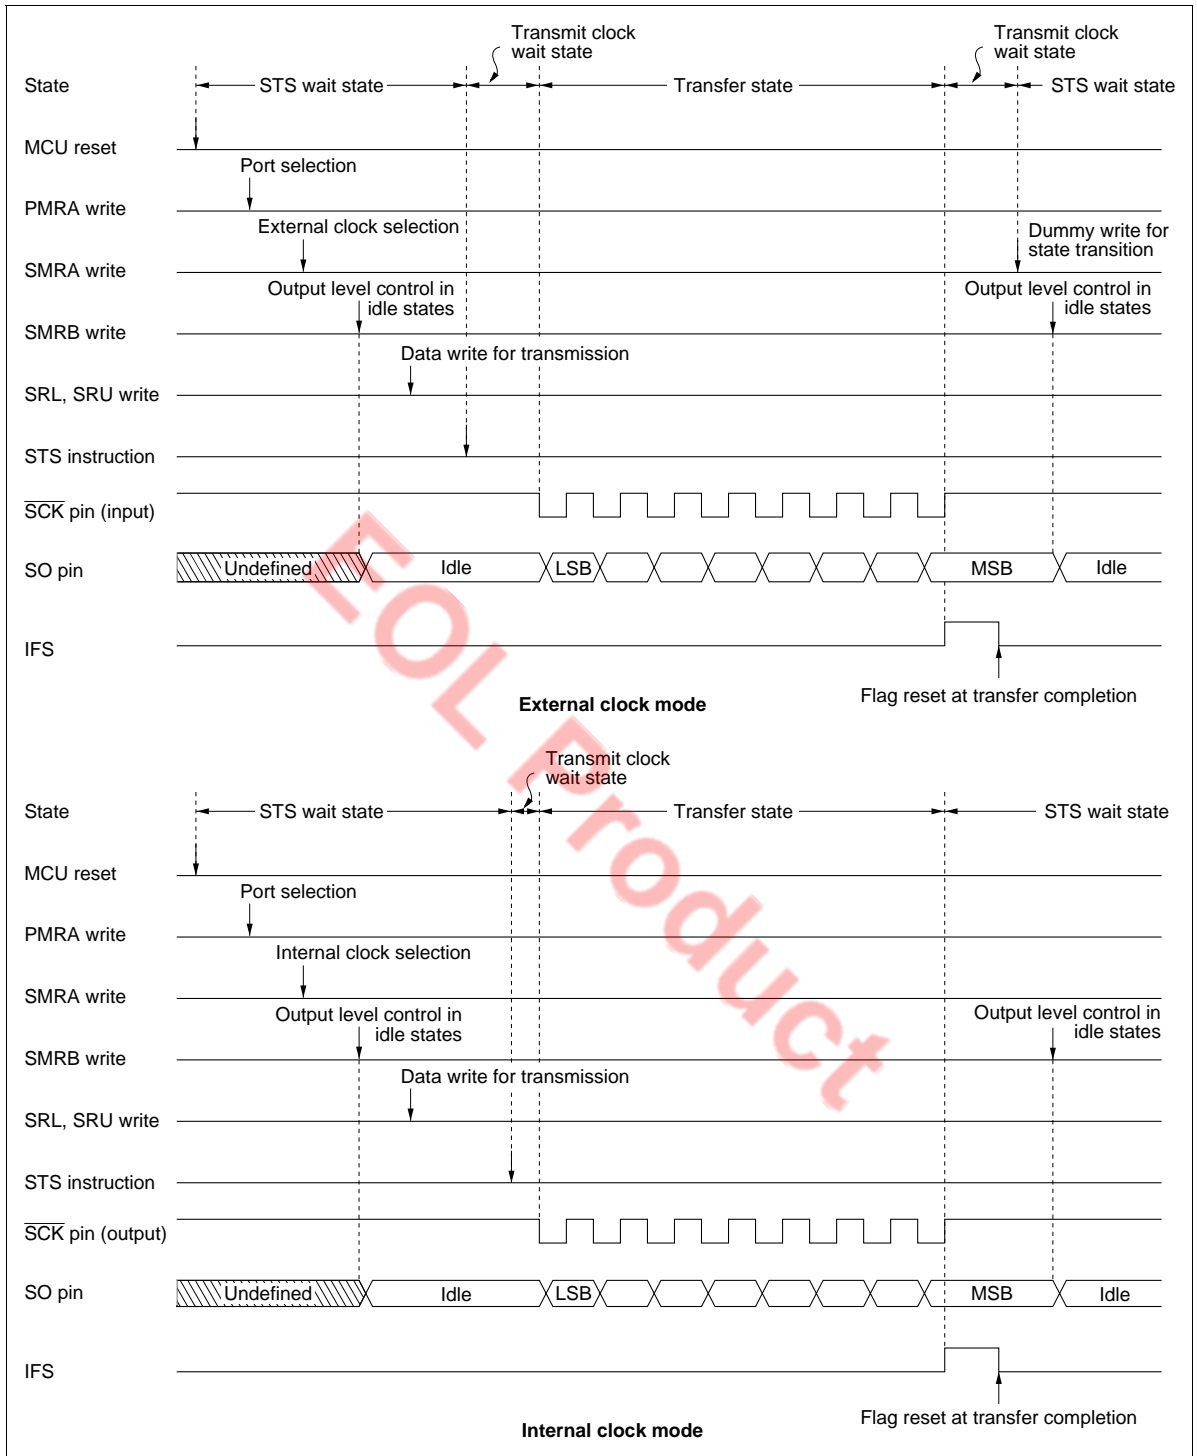 Transmit clock
wait state
Transmit clock
wait state
State
STS wait state
Transfer state
STS wait state
MCU reset
Port selection
PMRA write
External clock selection
Dummy write for
state transition
SMRA write
Output level control in
idle states
Output level control in
idle states
SMRB write
Data write for transmission
SRL, SRU write
STS instruction
SCK pin (input)
SO pin
Undefined
Idle
LSB
MSB
Idle
IFS
Flag reset at transfer completion
External clock mode
Transmit clock
wait state
State
STS wait state
Transfer state
STS wait state
MCU reset
Port selection
PMRA write
Internal clock selection
SMRA write
Output level control in
idle states
Output level control in
idle states
SMRB write
Data write for transmission
SRL, SRU write
STS instruction
SCK pin (output)
SO pin
Undefined
Idle
LSB
MSB
Idle
IFS
Flag reset at transfer completion
Internal clock mode
EOL Product